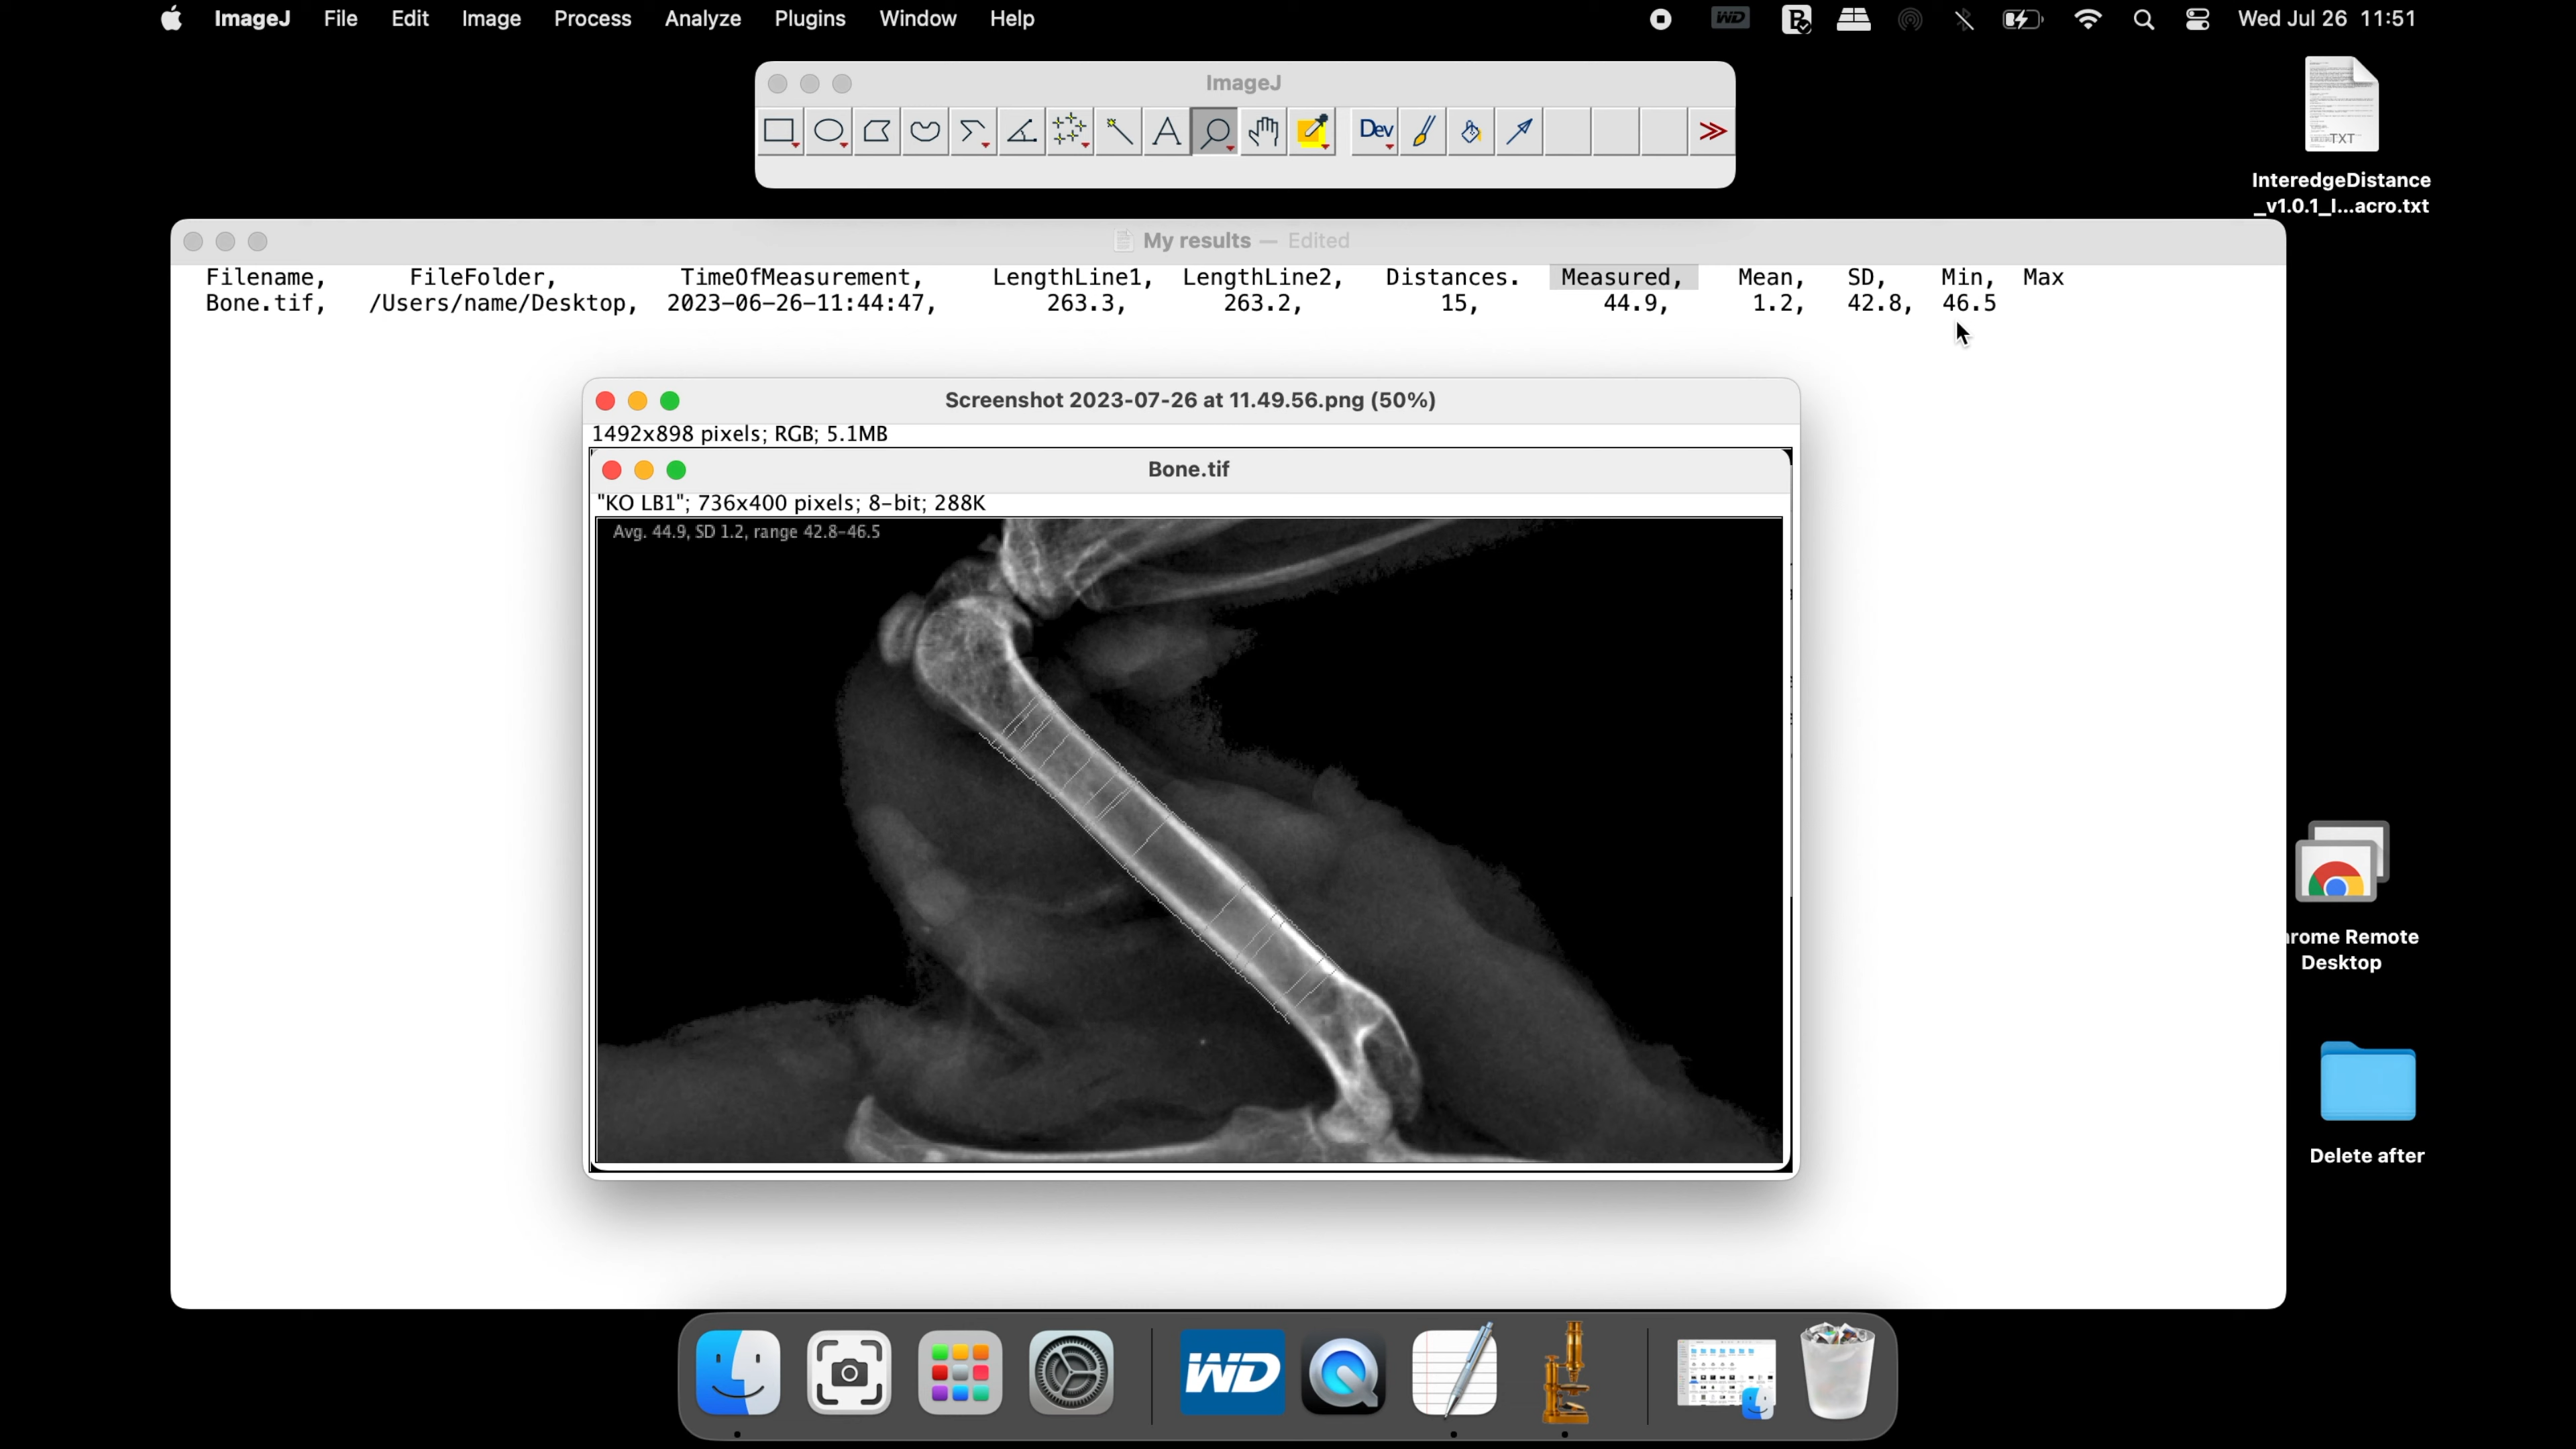 ImageJ File Edit Image Process Analyze Plugins Window Help WD Wed Jul 26 11:51
ImageJ
A Dev
TXT
InteredgeDistance
_v1.0.1_I...acro.txt
My results — Edited
Filename, FileFolder, TimeOfMeasurement, LengthLine1, LengthLine2, Distances. Measured, Mean, SD, Min, Max
Bone.tif, /Users/name/Desktop, 2023-06-26-11:44:47, 263.3, 263.2, 15, 44.9, 1.2, 42.8, 46.5
Screenshot 2023-07-26 at 11.49.56.png (50%)
1492x898 pixels; RGB; 5.1MB
Bone.tif
"KO LB1"; 736x400 pixels; 8-bit; 288K
Avg. 44.9, SD 1.2, range 42.8-46.5
rome Remote
Desktop
Delete after
WD